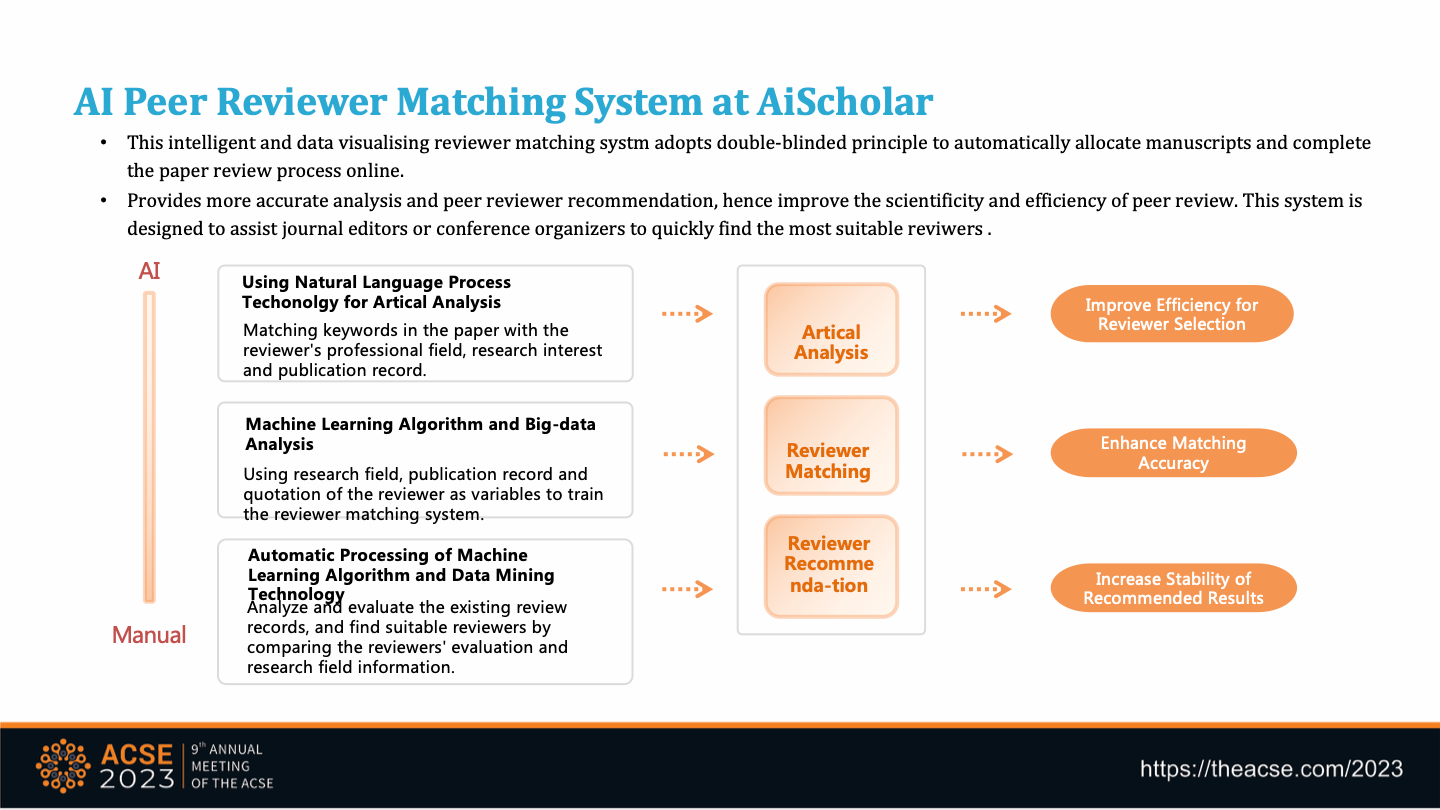 AI Peer Reviewer Matching System at AiScholar
• This intelligent and data visualising reviewer matching systm adopts double-blinded principle to automatically allocate manuscripts and complete
the paper review process online.
• Provides more accurate analysis and peer reviewer recommendation, hence improve the scientificity and efficiency of peer review. This system is
designed to assist journal editors or conference organizers to quickly find the most suitable reviwers .
AI
Manual
Using Natural Language Process
Techonolgy for Artical Analysis
Matching keywords in the paper with the
reviewer's professional field, research interest
and publication record.
Machine Learning Algorithm and Big-data
Analysis
Using research field, publication record and
quotation of the reviewer as variables to train
the reviewer matching system.
Automatic Processing of Machine
Learning Algorithm and Data Mining
Technology
Analyze and evaluate the existing review
records, and find suitable reviewers by
comparing the reviewers' evaluation and
research field information.
Artical
Analysis
Reviewer
Matching
Reviewer
Recomme
nda-tion
Improve Efficiency for
Reviewer Selection
Enhance Matching
Accuracy
Increase Stability of
Recommended Results
ACSE
2023
9th ANNUAL
MEETING
OF THE ACSE
https://theacse.com/2023